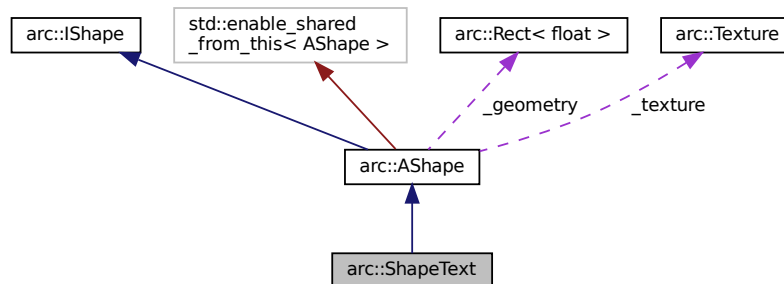 arc::IShape
std::enable_shared
_from_this< AShape >
arc::Rect< float >
arc::Texture
_geometry
_texture
arc::AShape
arc::ShapeText